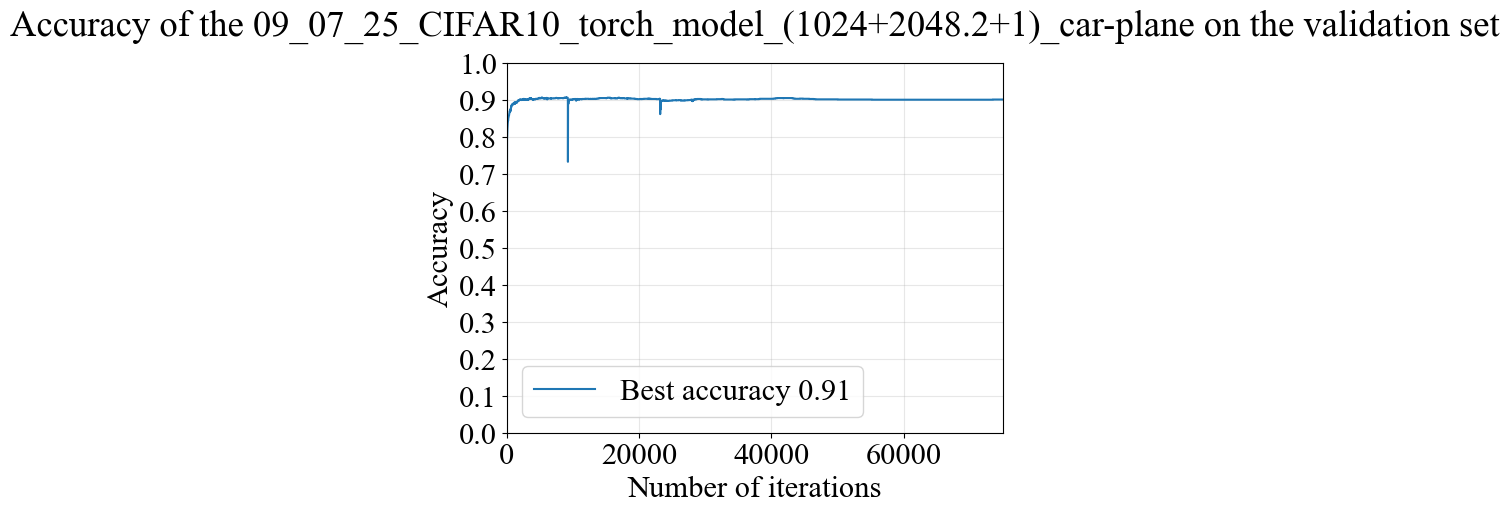 Accuracy of the 09_07_25_CIFAR10_torch_model_(1024+2048.2+1)_car-plane on the validation set
1.0
0.9
0.8
0.7
0.6
0.5
0.4
0.3
0.2
0.1
0.0
Accuracy
Best accuracy 0.91
0 20000 40000 60000
Number of iterations